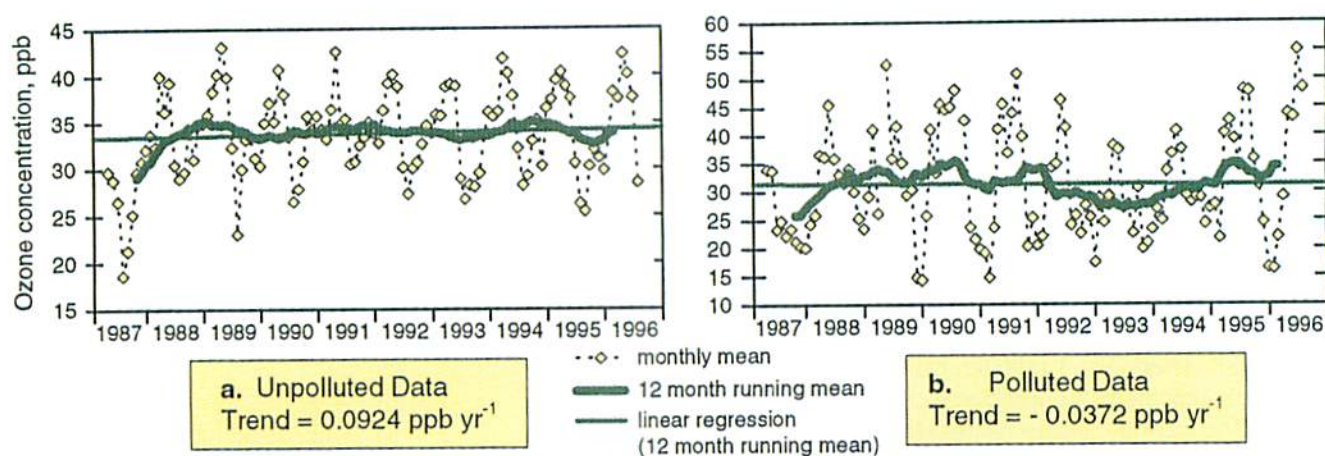 Ozone concentration, ppb
45
40
35
30
25
20
15
1987 1988 1989 1990 1991 1992 1993 1994 1995 1996
60
55
50
45
40
35
30
25
20
15
10
1987 1988 1989 1990 1991 1992 1993 1994 1995 1996
a. Unpolluted Data
Trend = 0.0924 ppb yr⁻¹
monthly mean
12 month running mean
linear regression
(12 month running mean)
b. Polluted Data
Trend = - 0.0372 ppb yr⁻¹